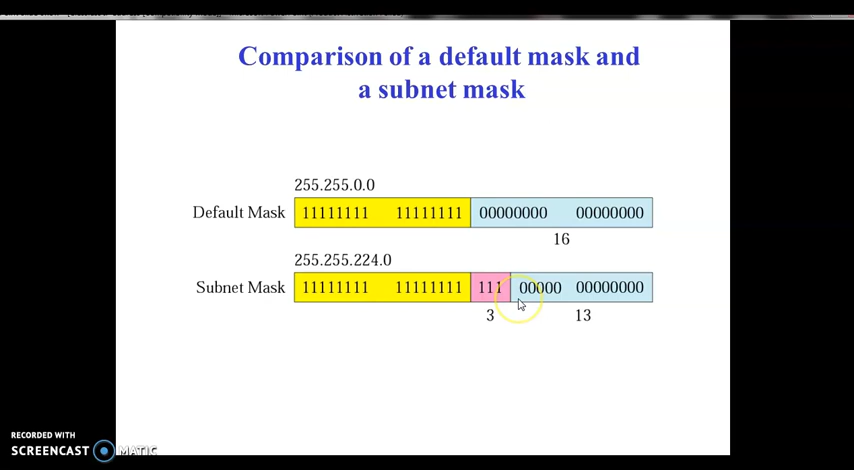 Comparison of a default mask and
a subnet mask
255.255.0.0
Default Mask 11111111 11111111 00000000 00000000
16
255.255.224.0
Subnet Mask 11111111 11111111 111 00000 00000000
3 13
RECORDED WITH
SCREENCAST MATIC